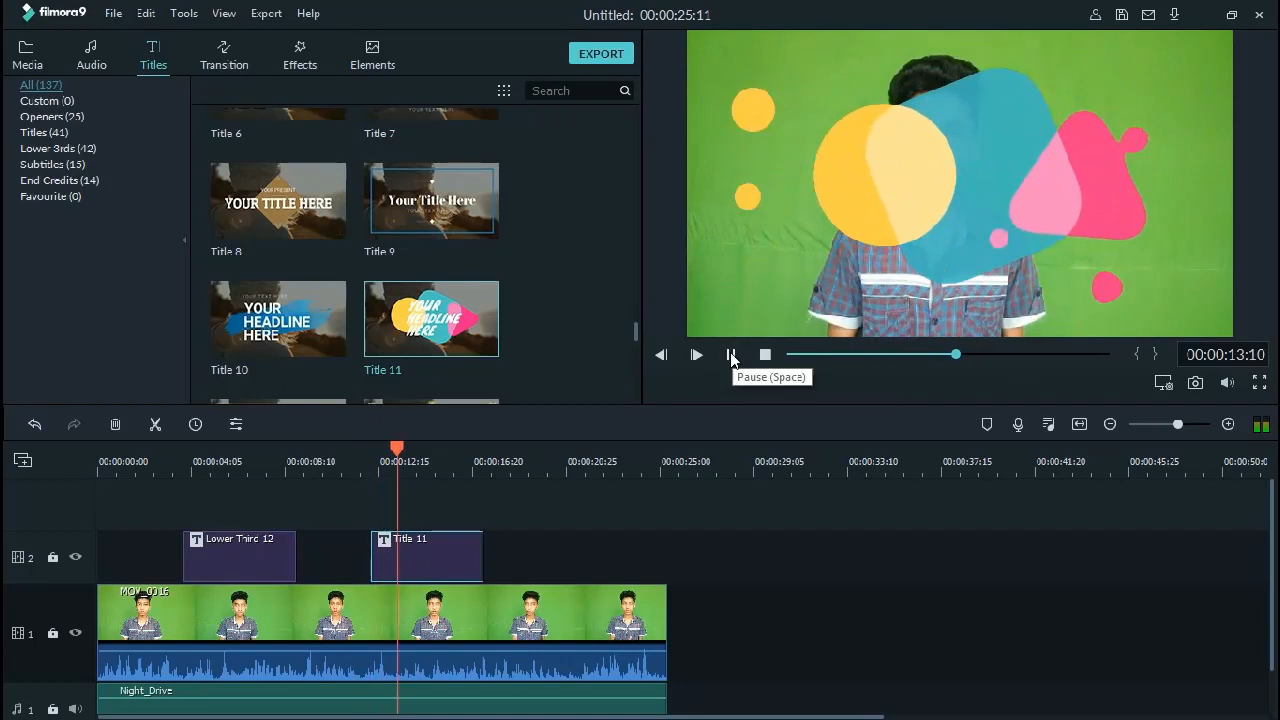 filmora9 File Edit Tools View Export Help Untitled: 00:00:25:11
Media Audio Titles Transition Effects Elements EXPORT
All (137)
Custom (0)
Openers (25)
Titles (41)
Lower 3rds (42)
Subtitles (15)
End Credits (14)
Favourite (0)
Search
Title 6 Title 7
YOUR PRESENT
YOUR TITLE HERE
Your Title Here
Title 8 Title 9
YOUR TEXT HERE
YOUR
HEADLINE
HERE
YOUR
HEADLINE
HERE
Title 10 Title 11
00:00:13:10
Pause (Space)
00:00:00:00 00:00:04:05 00:00:08:10 00:00:12:15 00:00:16:20 00:00:20:25 00:00:25:00 00:00:29:05 00:00:33:10 00:00:37:15 00:00:41:20 00:00:45:25 00:00:50:0
2 T Lower Third 12 T Title 11
MOV_0016
1
Night_Drive
1